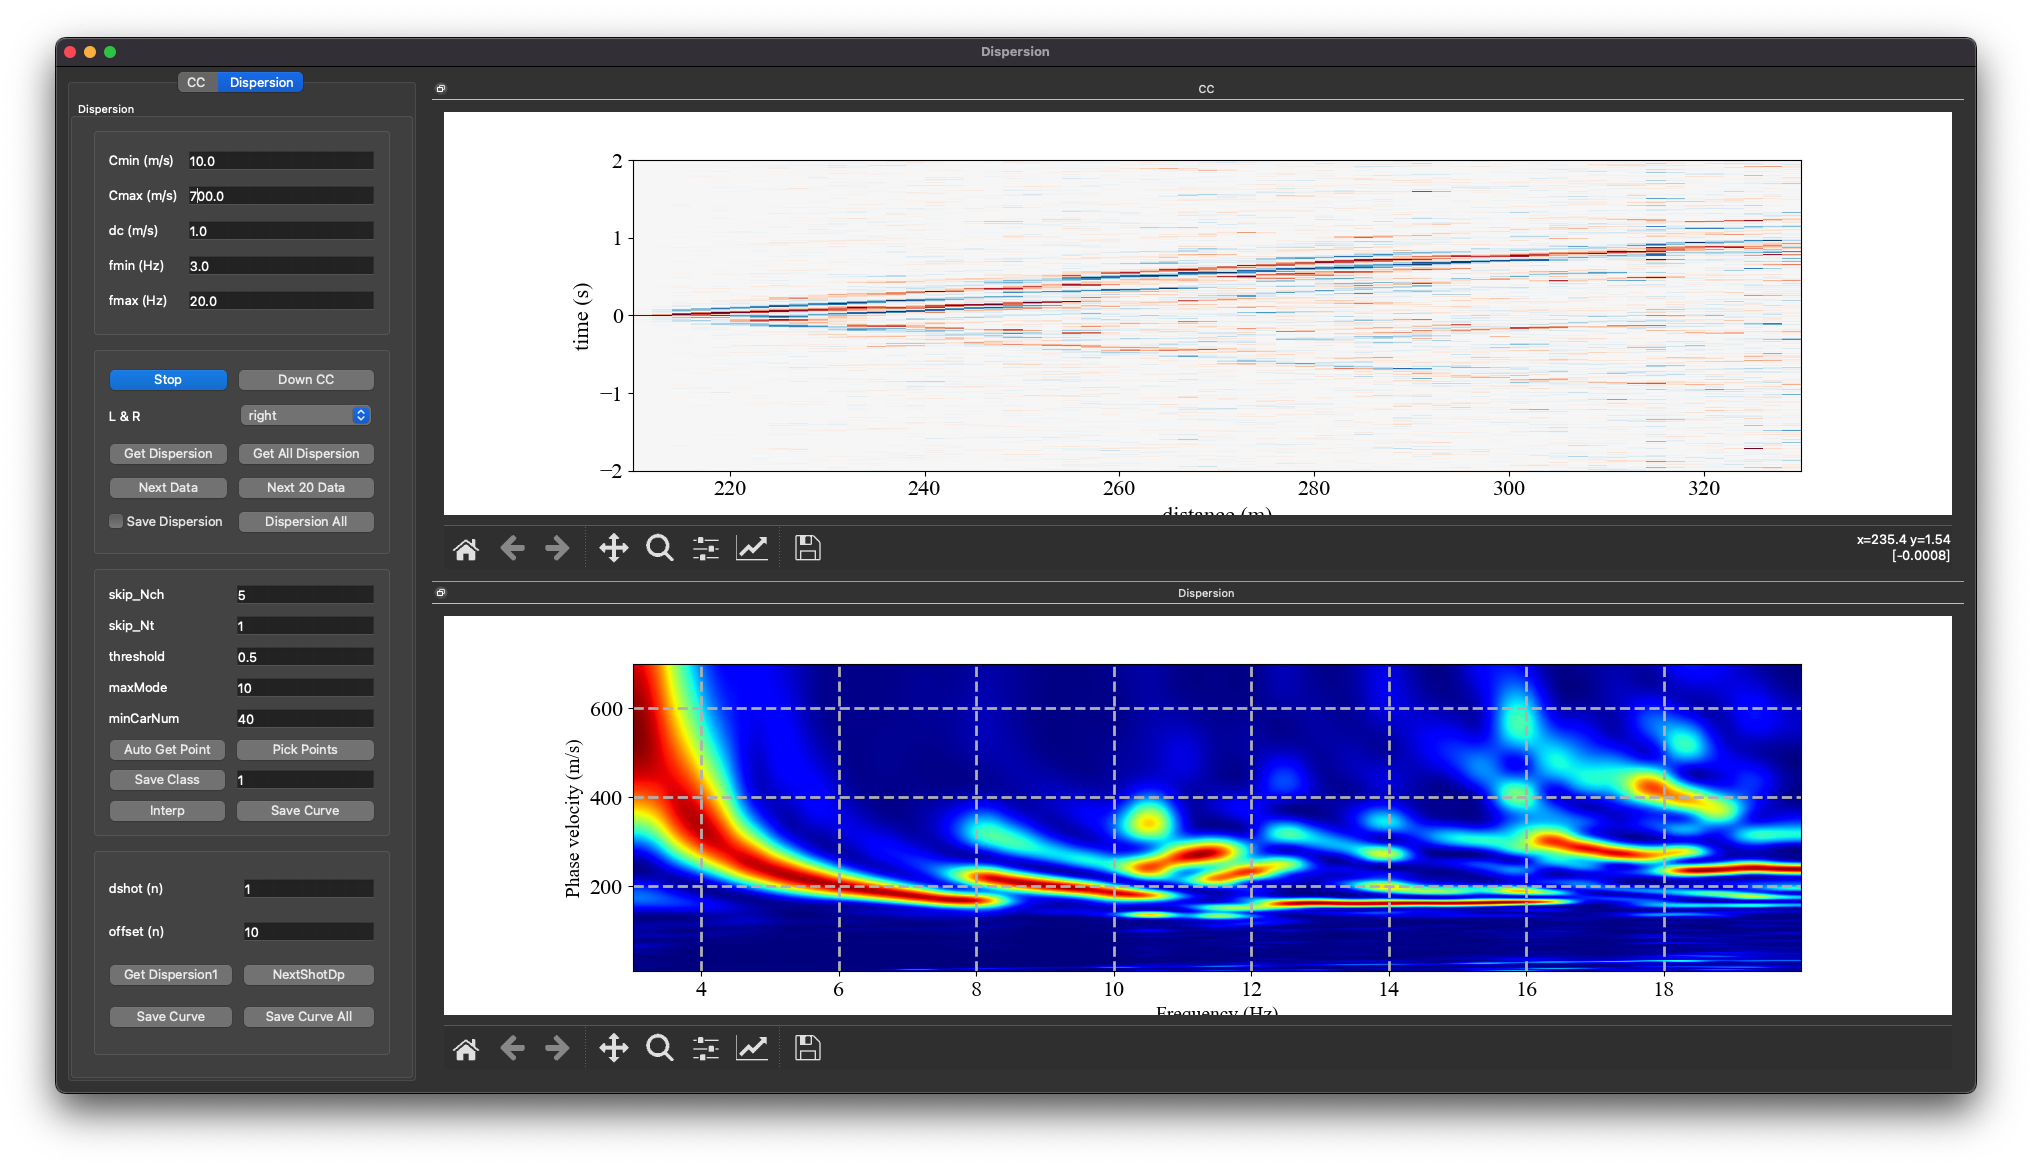 Dispersion
CC Dispersion
Dispersion
Cmin (m/s) 10.0
Cmax (m/s) 700.0
dc (m/s) 1.0
fmin (Hz) 3.0
fmax (Hz) 20.0
Stop Down CC
L & R right
Get Dispersion Get All Dispersion
Next Data Next 20 Data
Save Dispersion Dispersion All
skip_Nch 5
skip_Nt 1
threshold 0.5
maxMode 10
minCarNum 40
Auto Get Point Pick Points
Save Class 1
Interp Save Curve
dshot (n) 1
offset (n) 10
Get Dispersion1 NextShotDp
Save Curve Save Curve All
CC
2
1
0
−1
−2
time (s)
220 240 260 280 300 320
distance (m)
x=235.4 y=1.54
[-0.0008]
Dispersion
600
400
200
Phase velocity (m/s)
4 6 8 10 12 14 16 18
Frequency (Hz)